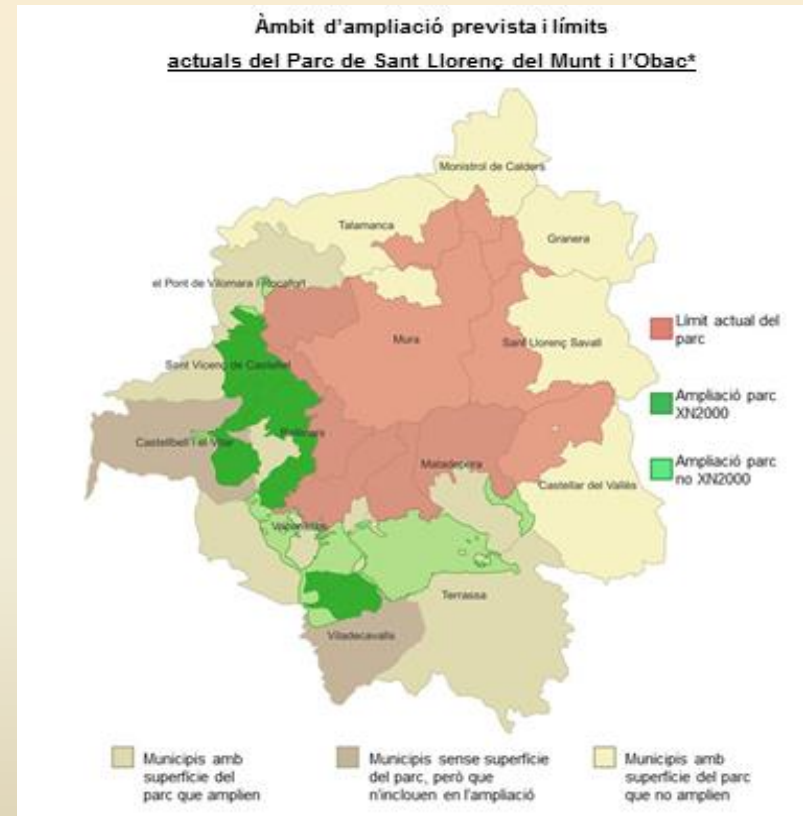 Àmbit d'ampliació prevista i límits
actuals del Parc de Sant Llorenç del Munt i l'Obac*
Monistrol de Calders
Talamanca
Granera
el Pont de Vilomara i Rocafort
Límit actual del
parc
Mura
Sant Llorenç Savall
Sant Vicenç de Castellet
Ampliació parc
XN2000
Castellbell i el Vilar
Matadepera
Ampliació parc
no XN2000
Castellar del Vallès
Terrassa
Viladecavalls
Municipis amb
superfície del
parc que amplien
Municipis sense superfície
del parc, però que
n'inclouen en l'ampliació
Municipis amb
superfície del parc
que no amplien